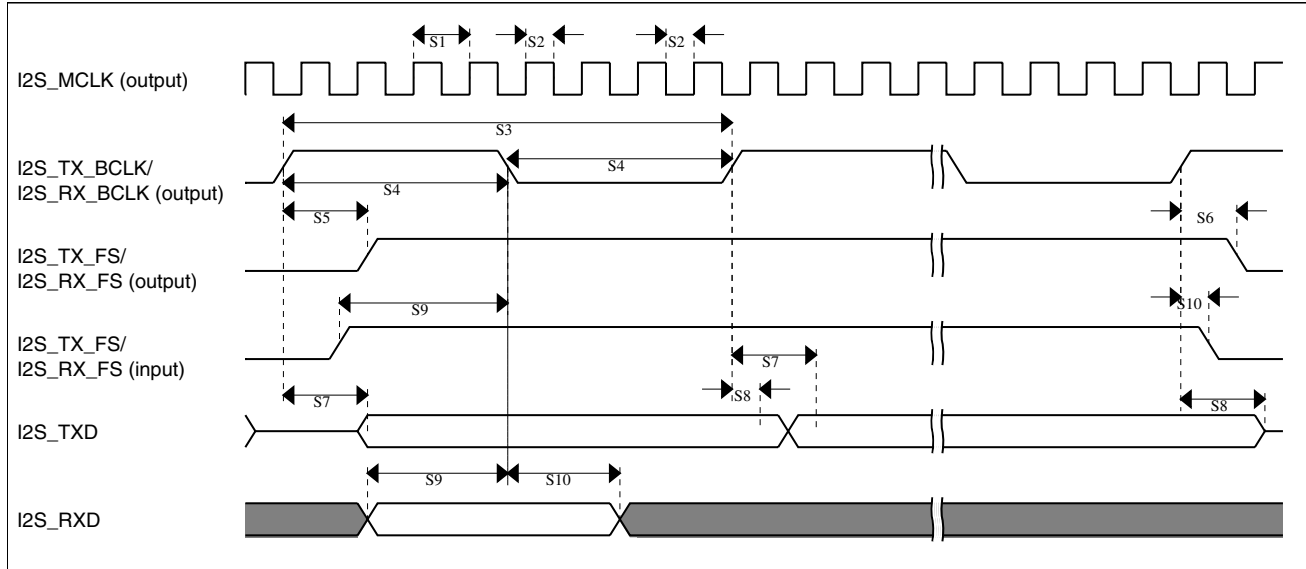 S1
S2
S2
I2S_MCLK (output)
S3
I2S_TX_BCLK/
I2S_RX_BCLK (output)
S4
S4
S5
S6
I2S_TX_FS/
I2S_RX_FS (output)
S9
S10
I2S_TX_FS/
I2S_RX_FS (input)
S7
S7
S8
S8
I2S_TXD
S9
S10
I2S_RXD